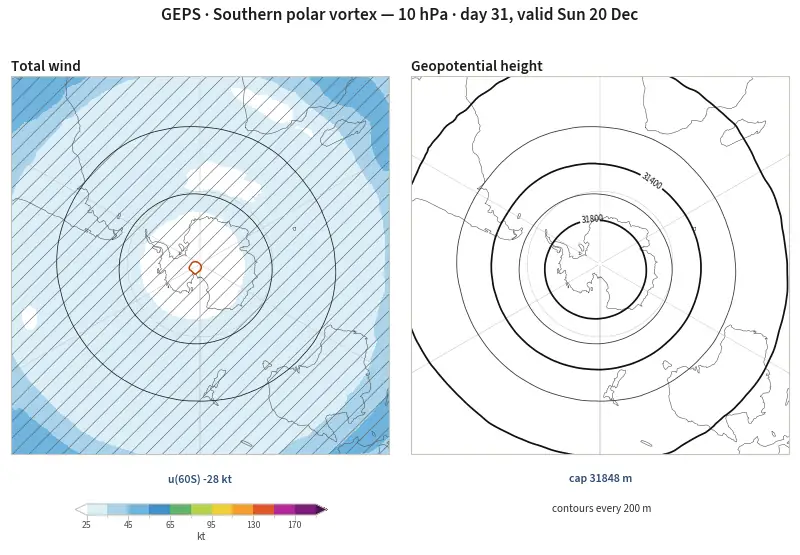 GEPS · Southern polar vortex — 10 hPa · day 31, valid Sun 20 Dec
Total wind
Geopotential height
31400
31800
u(60S) -28 kt
cap 31848 m
contours every 200 m
25 45 65 95 130 170
kt